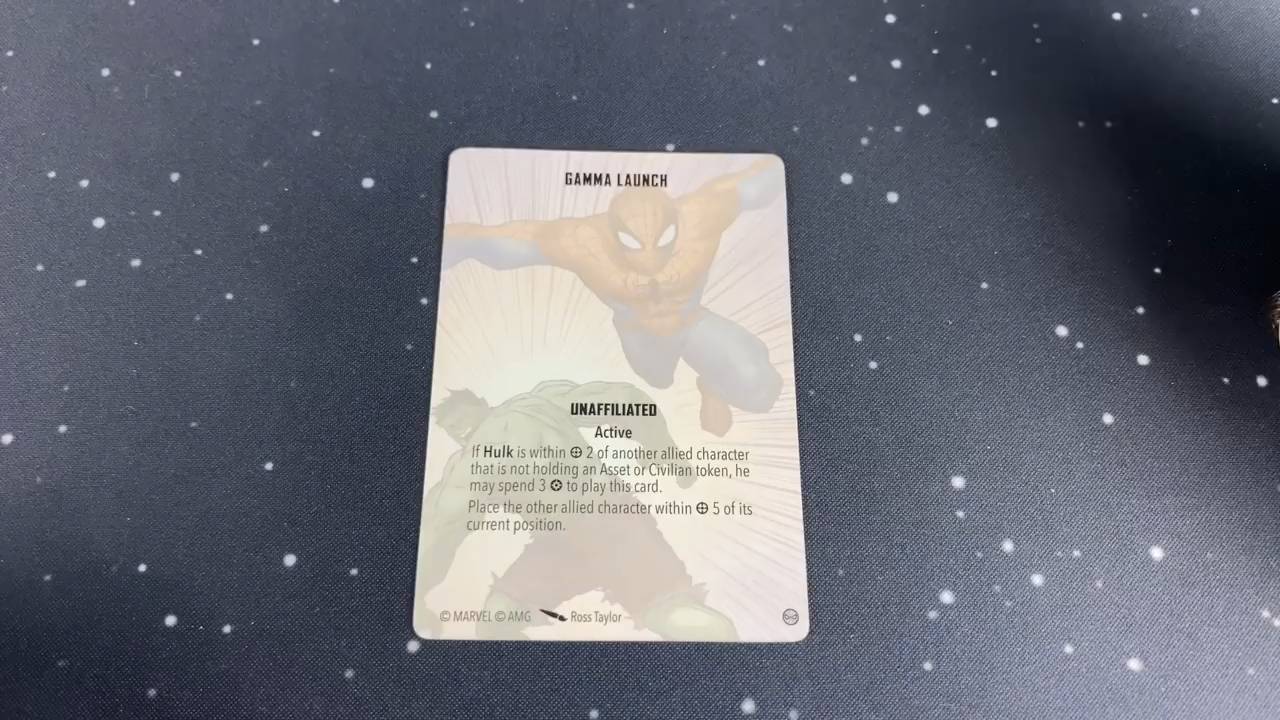 GAMMA LAUNCH
UNAFFILIATED
Active
If Hulk is within ⌖ 2 of another allied character
that is not holding an Asset or Civilian token, he
may spend 3 ⏣ to play this card.
Place the other allied character within ⌖ 5 of its
current position.
© MARVEL © AMG Ross Taylor